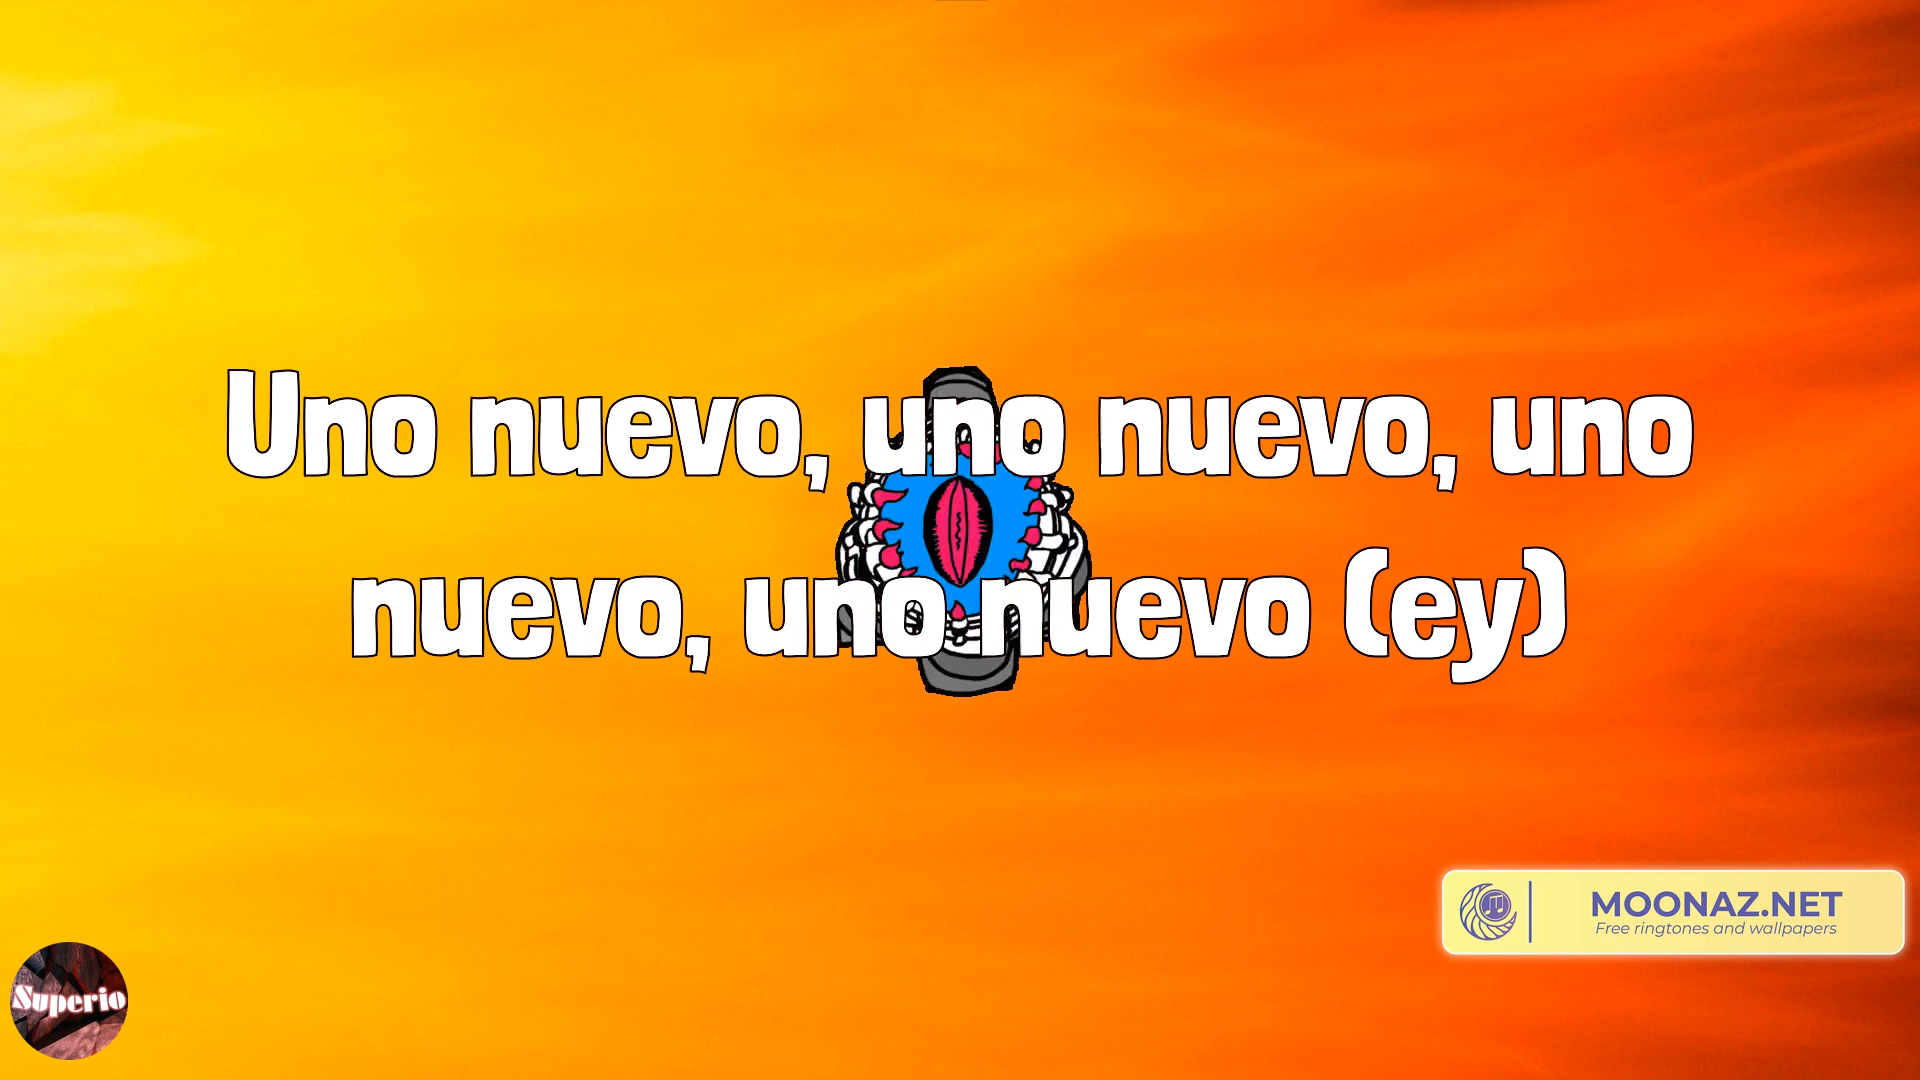 Uno nuevo, uno nuevo, uno
nuevo, uno nuevo (ey)
MOONAZ.NET
Free ringtones and wallpapers
Superio